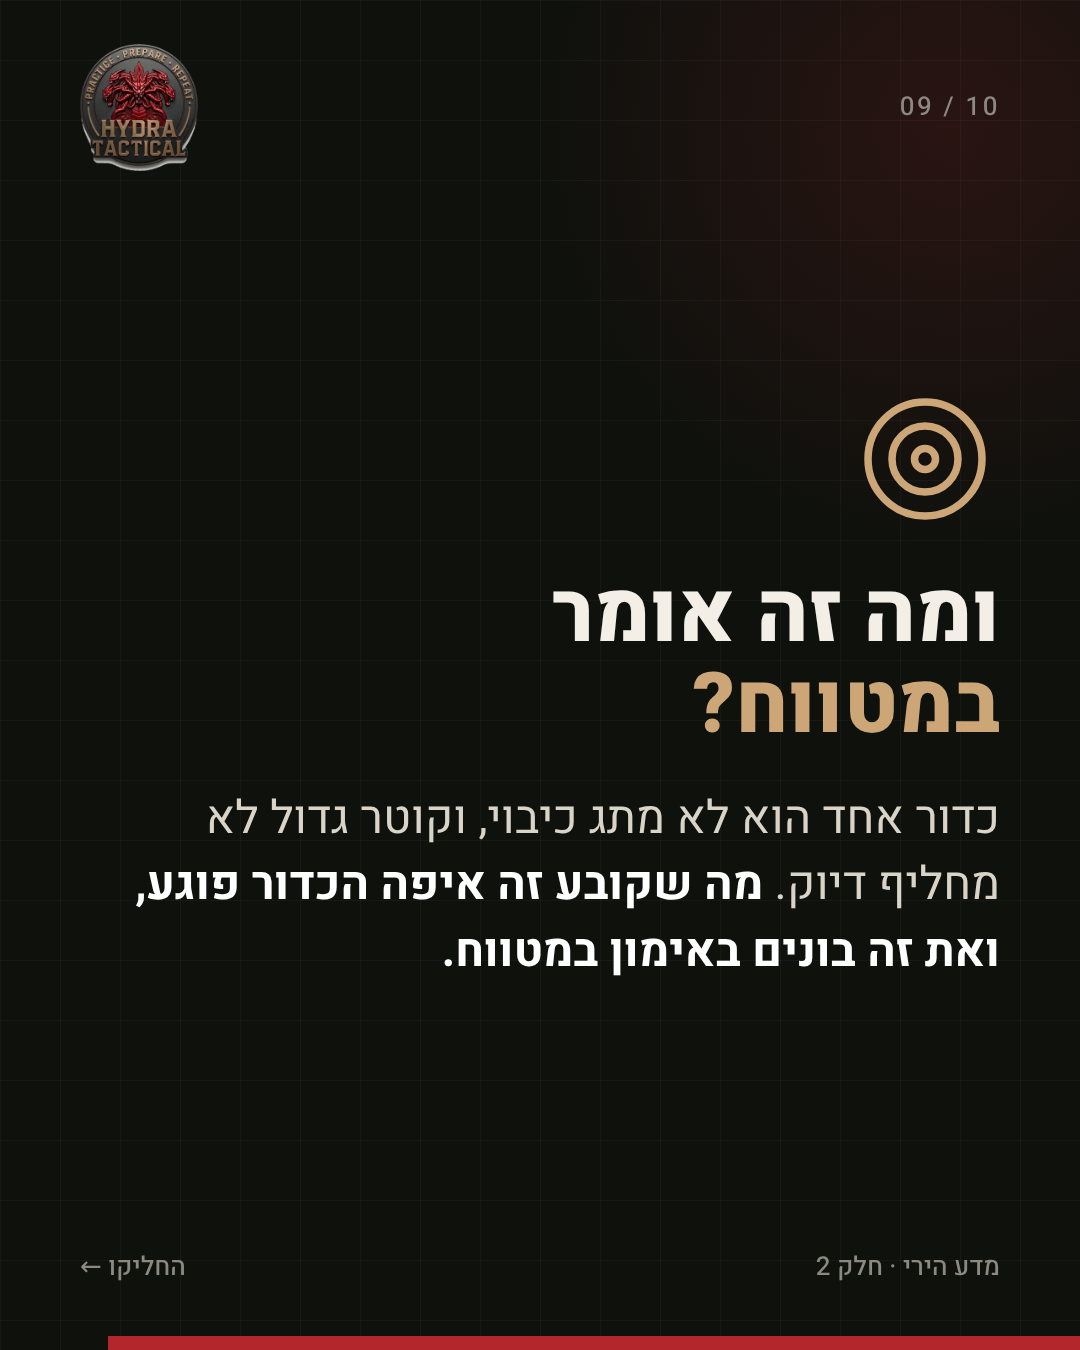 PRACTICE · PREPARE · REPEAT
HYDRA
TACTICAL
09 / 10
ומה זה אומר
במטווח?
כדור אחד הוא לא מתג כיבוי, וקוטר גדול לא
מחליף דיוק. מה שקובע זה איפה הכדור פוגע,
ואת זה בונים באימון במטווח.
מדע הירי · חלק 2
החליקו ←